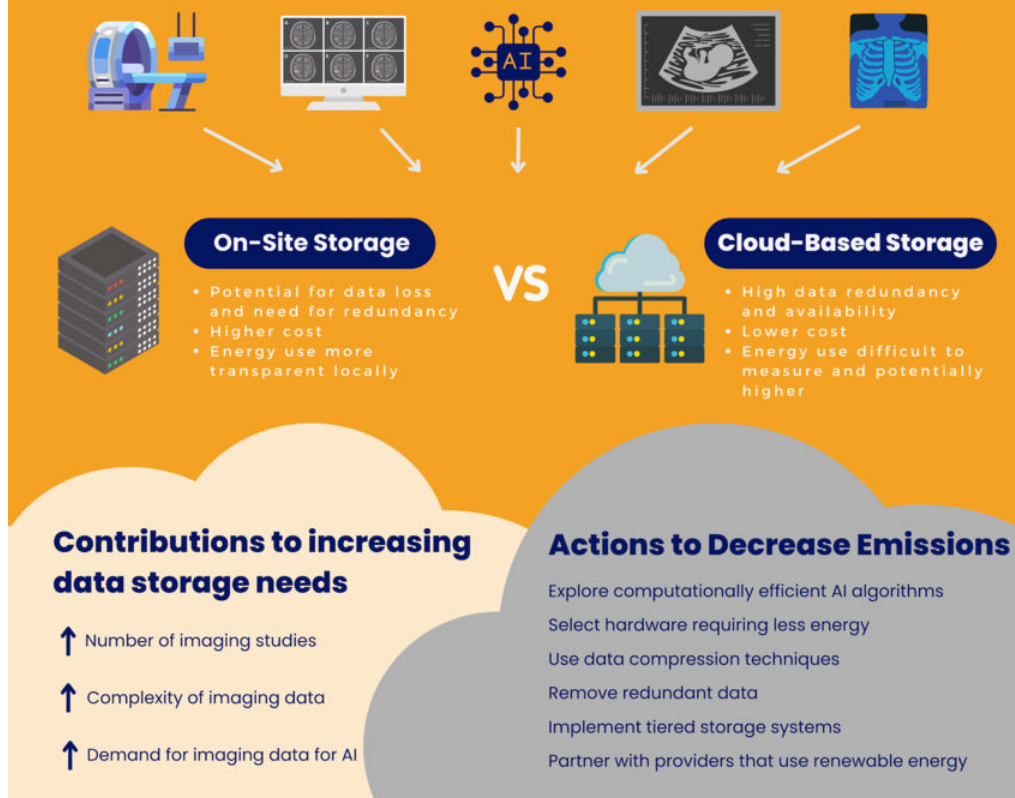 AI
On-Site Storage
• Potential for data loss
and need for redundancy
• Higher cost
• Energy use more
transparent locally
VS
Cloud-Based Storage
• High data redundancy
and availability
• Lower cost
• Energy use difficult to
measure and potentially
higher
Contributions to increasing
data storage needs
↑ Number of imaging studies
↑ Complexity of imaging data
↑ Demand for imaging data for AI
Actions to Decrease Emissions
Explore computationally efficient AI algorithms
Select hardware requiring less energy
Use data compression techniques
Remove redundant data
Implement tiered storage systems
Partner with providers that use renewable energy